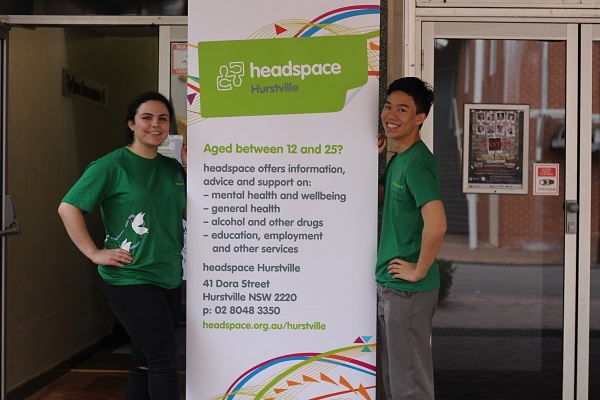 headspace
Hurstville
Aged between 12 and 25?
headspace offers information,
advice and support on:
– mental health and wellbeing
– general health
– alcohol and other drugs
– education, employment
and other services
headspace Hurstville
41 Dora Street
Hurstville NSW 2220
p: 02 8048 3350
headspace.org.au/hurstville